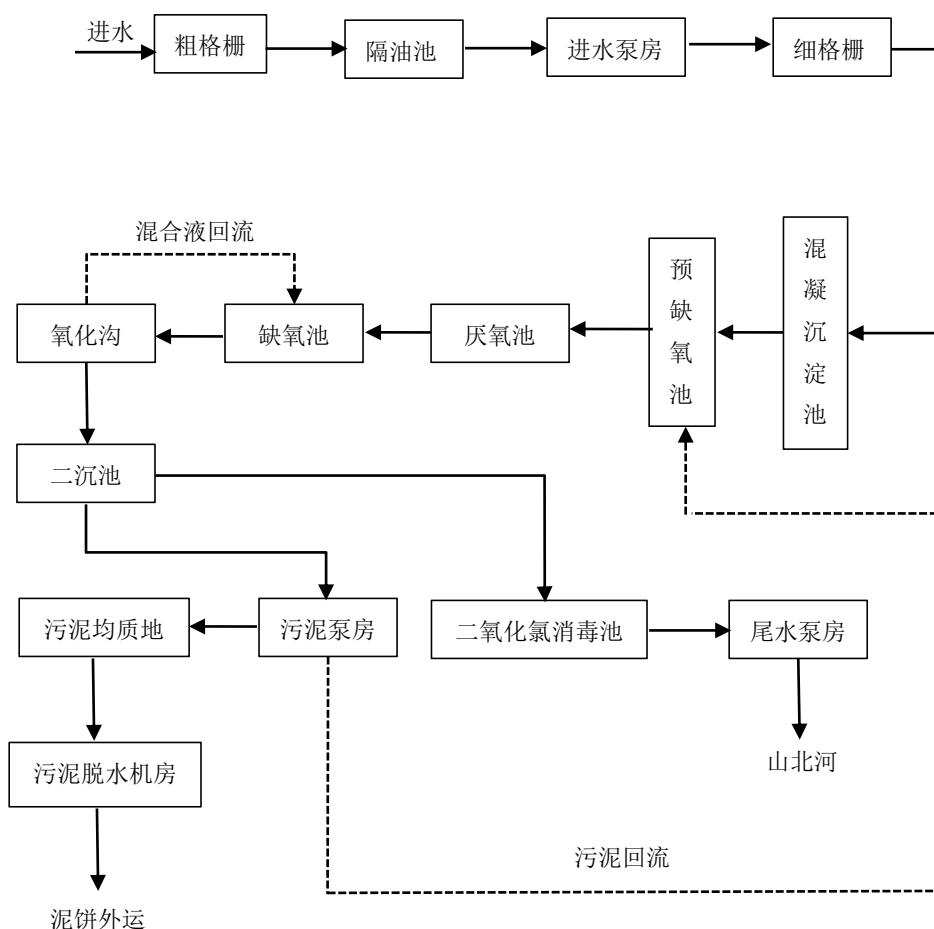 进水
粗格栅
隔油池
进水泵房
细格栅
混合液回流
氧化沟
缺氧池
厌氧池
预缺氧池
混凝沉淀池
二沉池
污泥均质地
污泥泵房
二氧化氯消毒池
尾水泵房
污泥脱水机房
山北河
污泥回流
泥饼外运